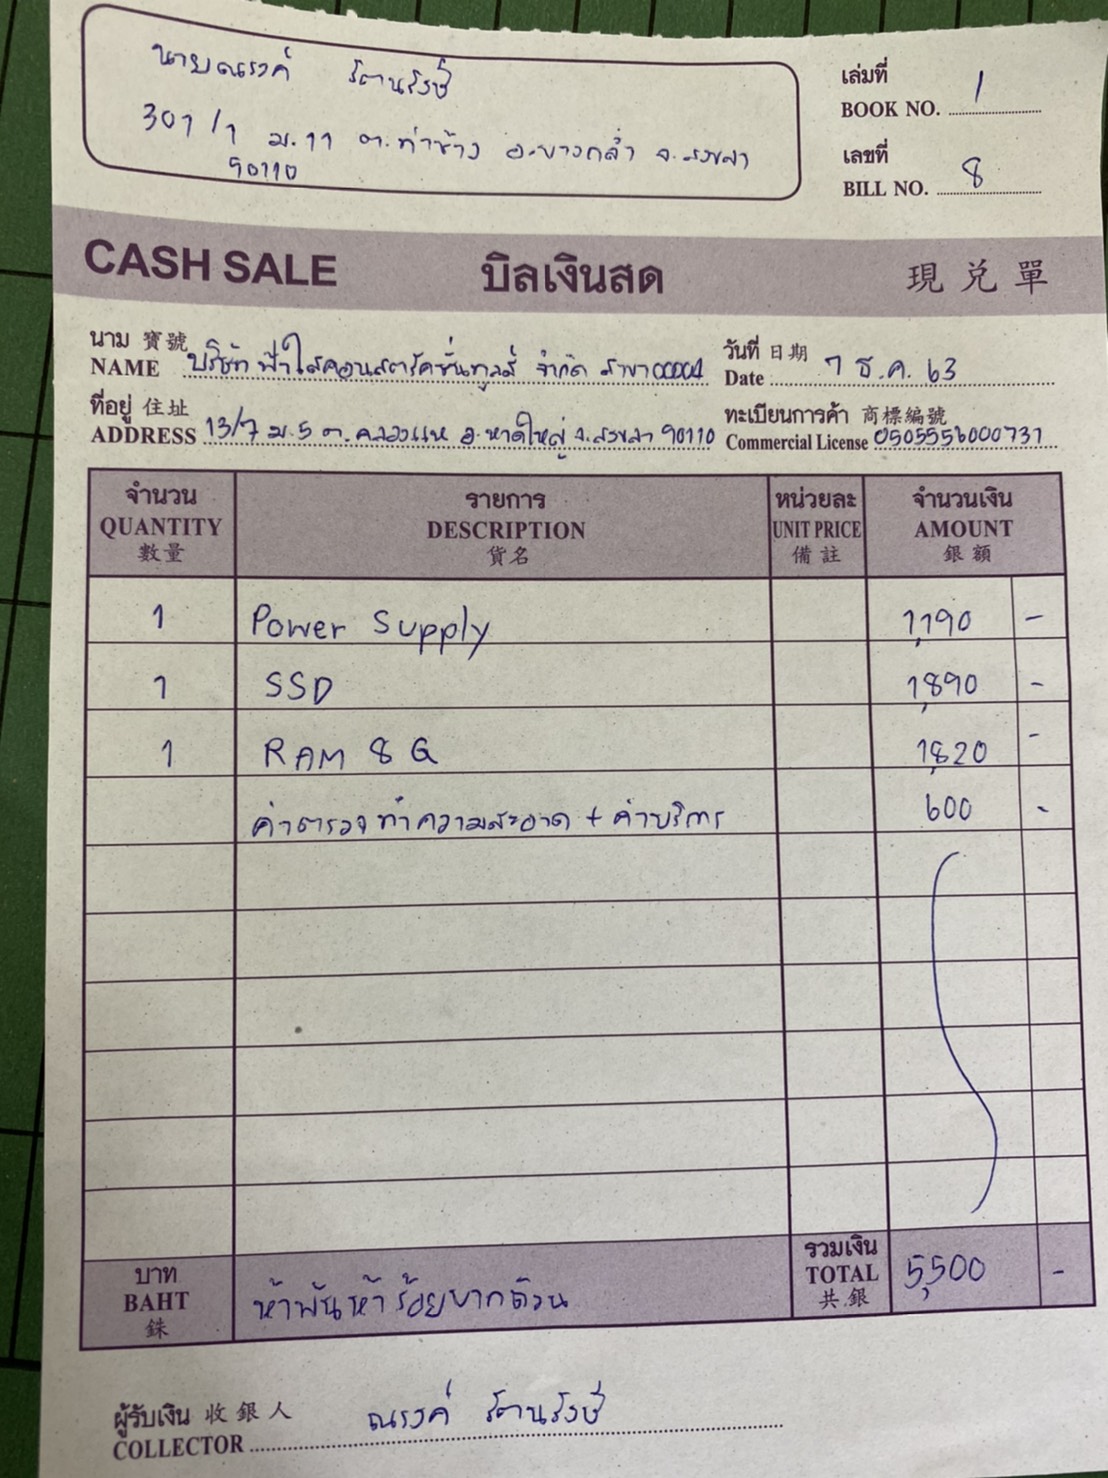 นายณรงค์ รัตนรังษี
เล่มที่
BOOK NO. 1
301/1 ม.11 ต.ท่าช้าง อ.บางกล่ำ จ.สงขลา
90110
เลขที่
BILL NO. 8
CASH SALE บิลเงินสด 現兑單
นาม 寶號
NAME บริษัท ฟ้าใสคอนสตรัคชั่นทูลส์ จำกัด สาขา 00004
วันที่ 日期
Date 7 ธ.ค. 63
ที่อยู่ 住址
ADDRESS 13/7 ม.5 ต.คลองแห อ.หาดใหญ่ จ.สงขลา 90110
ทะเบียนการค้า 商標編號
Commercial License 0505556000731
จำนวน รายการ หน่วยละ จำนวนเงิน
QUANTITY DESCRIPTION UNIT PRICE AMOUNT
數量 貨名 備註 銀額
1 Power Supply 1,190 -
1 SSD 1,890 -
1 RAM 8 G 1,820 -
ค่าตรวจทำความสะอาด + ค่าบริการ 600 -
บาท
BAHT
銖
ห้าพันห้าร้อยบาทถ้วน
รวมเงิน
TOTAL
共銀
5,500 -
ผู้รับเงิน 收銀人
COLLECTOR ณรงค์ รัตนรังษี